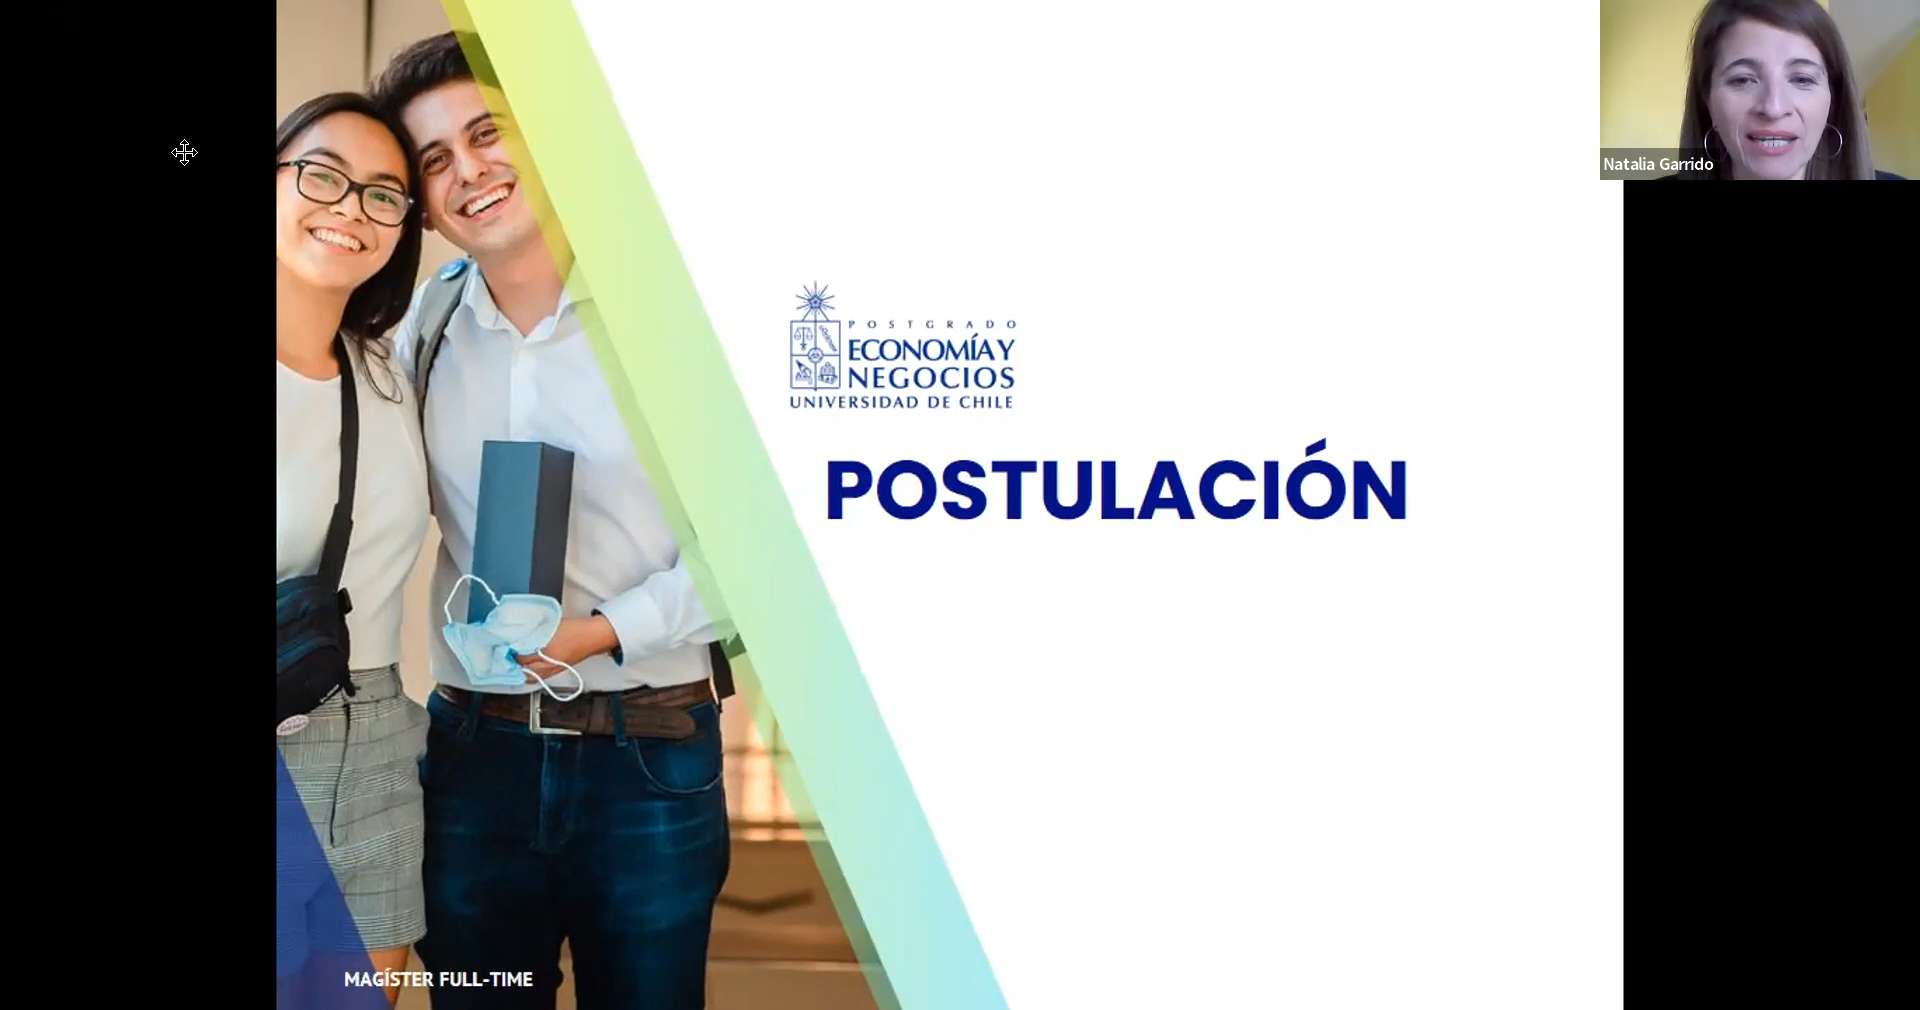 Natalia Garrido
POSTGRADO
ECONOMÍA Y
NEGOCIOS
UNIVERSIDAD DE CHILE
POSTULACIÓN
MAGÍSTER FULL-TIME